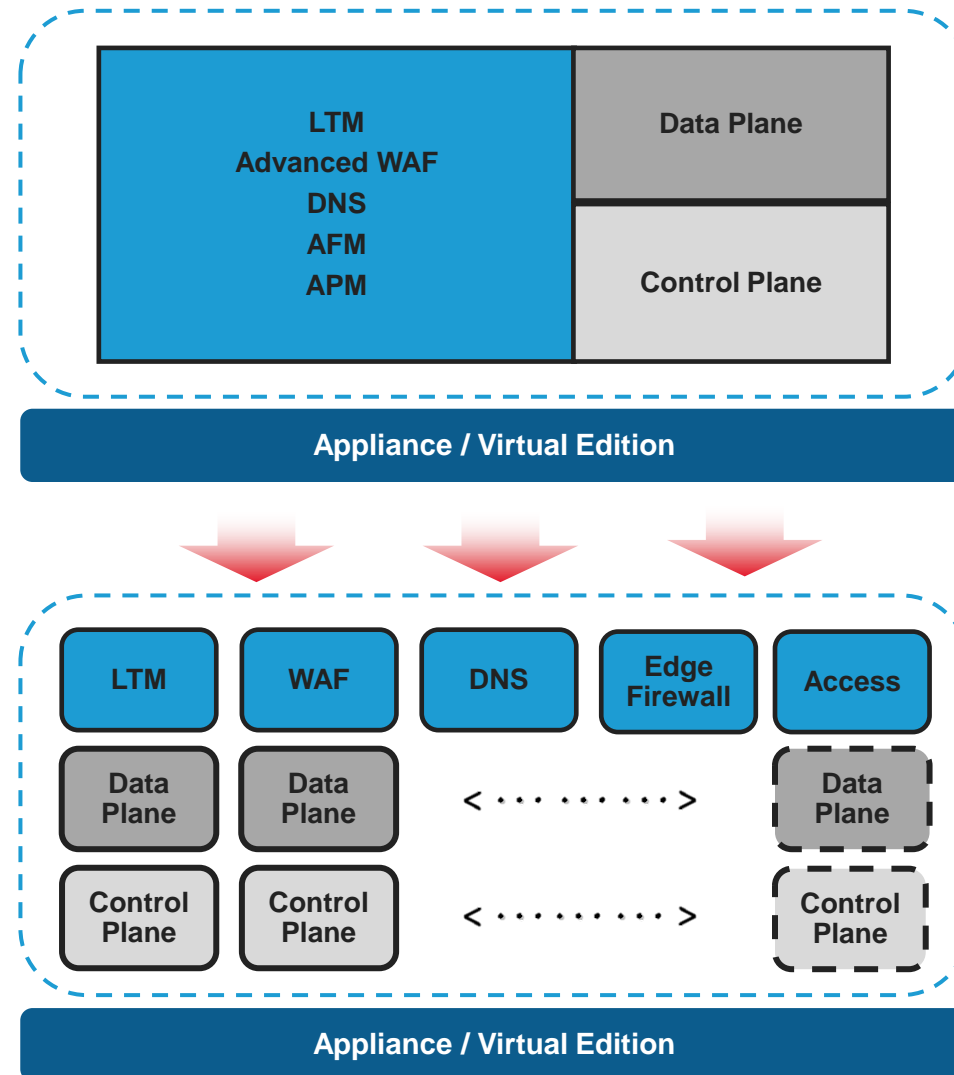 LTM
Advanced WAF
DNS
AFM
APM
Data Plane
Control Plane
Appliance / Virtual Edition
LTM
WAF
DNS
Edge
Firewall
Access
Data
Plane
Data
Plane
< ··· ··· ··· >
Data
Plane
Control
Plane
Control
Plane
< ··· ··· ··· >
Control
Plane
Appliance / Virtual Edition